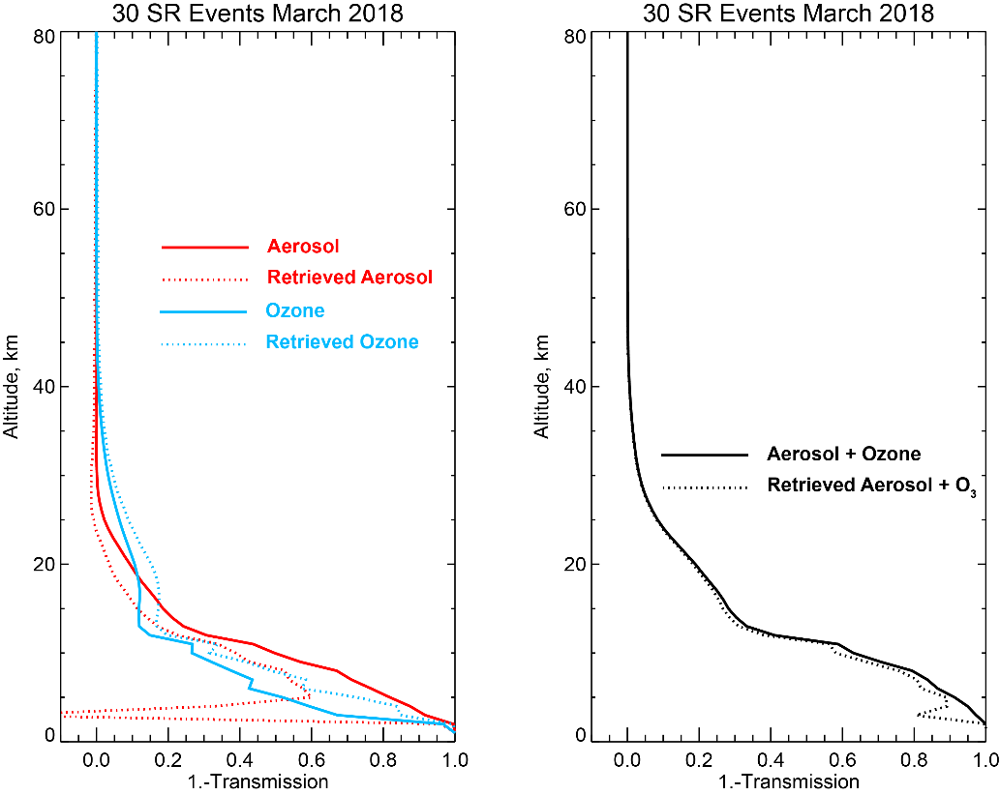 30 SR Events March 2018
80
60
40
20
0
Altitude, km
0.0 0.2 0.4 0.6 0.8 1.0
1.-Transmission
Aerosol
Retrieved Aerosol
Ozone
Retrieved Ozone
30 SR Events March 2018
80
60
40
20
0
Altitude, km
0.0 0.2 0.4 0.6 0.8 1.0
1.-Transmission
Aerosol + Ozone
Retrieved Aerosol + O₃